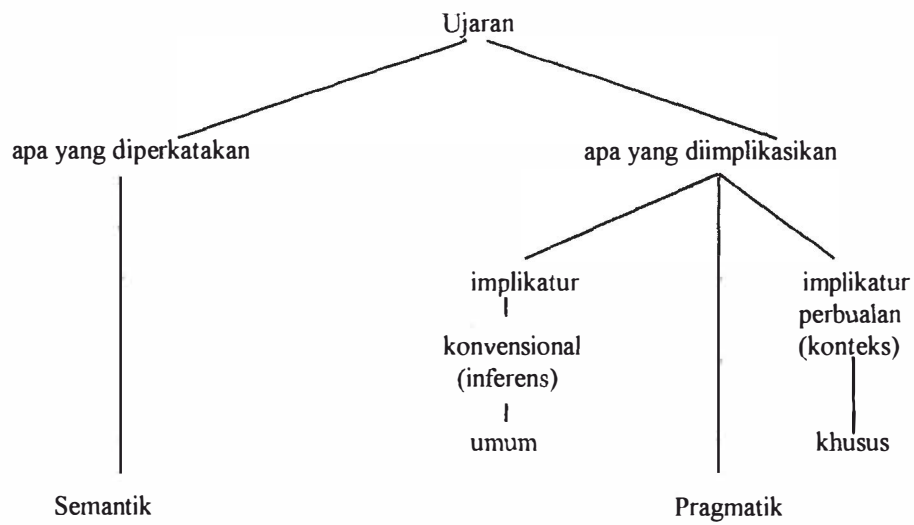 Ujaran
apa yang diperkatakan
apa yang diimplikasikan
implikatur
konvensional
(inferens)
umum
implikatur
perbualan
(konteks)
khusus
Semantik
Pragmatik